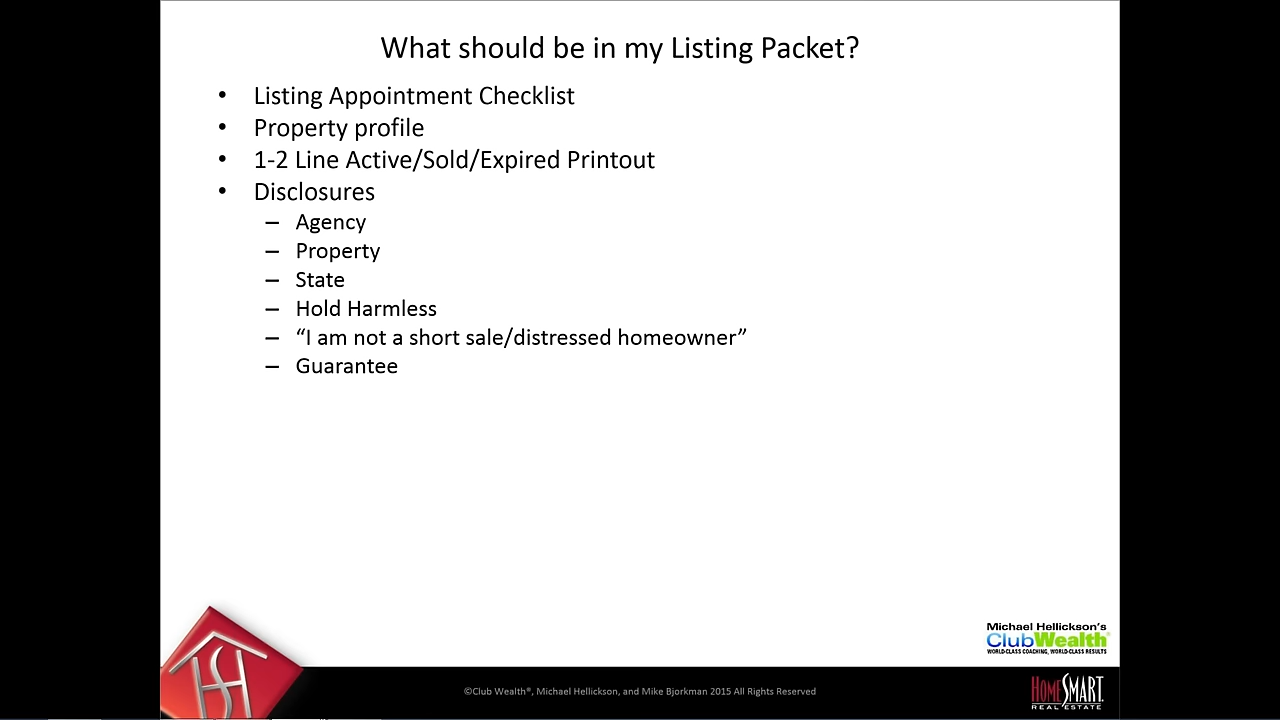 What should be in my Listing Packet?
• Listing Appointment Checklist
• Property profile
• 1-2 Line Active/Sold/Expired Printout
• Disclosures
– Agency
– Property
– State
– Hold Harmless
– “I am not a short sale/distressed homeowner”
– Guarantee
Michael Hellickson's
ClubWealth®
WORLD-CLASS COACHING, WORLD-CLASS RESULTS
©Club Wealth®, Michael Hellickson, and Mike Bjorkman 2015 All Rights Reserved
HOMESMART
REAL ESTATE